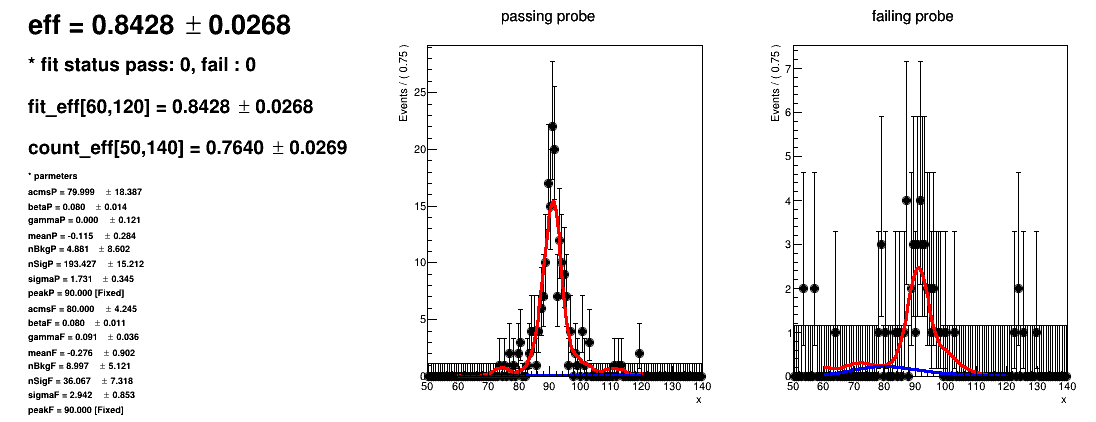 eff = 0.8428 ± 0.0268
* fit status pass: 0, fail : 0
fit_eff[60,120] = 0.8428 ± 0.0268
count_eff[50,140] = 0.7640 ± 0.0269
* parmeters
acmsP = 79.999 ± 18.387
betaP = 0.080 ± 0.014
gammaP = 0.000 ± 0.121
meanP = -0.115 ± 0.284
nBkgP = 4.881 ± 8.602
nSigP = 193.427 ± 15.212
sigmaP = 1.731 ± 0.345
peakP = 90.000 [Fixed]
acmsF = 80.000 ± 4.245
betaF = 0.080 ± 0.011
gammaF = 0.091 ± 0.036
meanF = -0.276 ± 0.902
nBkgF = 8.997 ± 5.121
nSigF = 36.067 ± 7.318
sigmaF = 2.942 ± 0.853
peakF = 90.000 [Fixed]
passing probe
Events / ( 0.75 )
25
20
15
10
5
0
50 60 70 80 90 100 110 120 130 140
x
failing probe
Events / ( 0.75 )
7
6
5
4
3
2
1
0
50 60 70 80 90 100 110 120 130 140
x